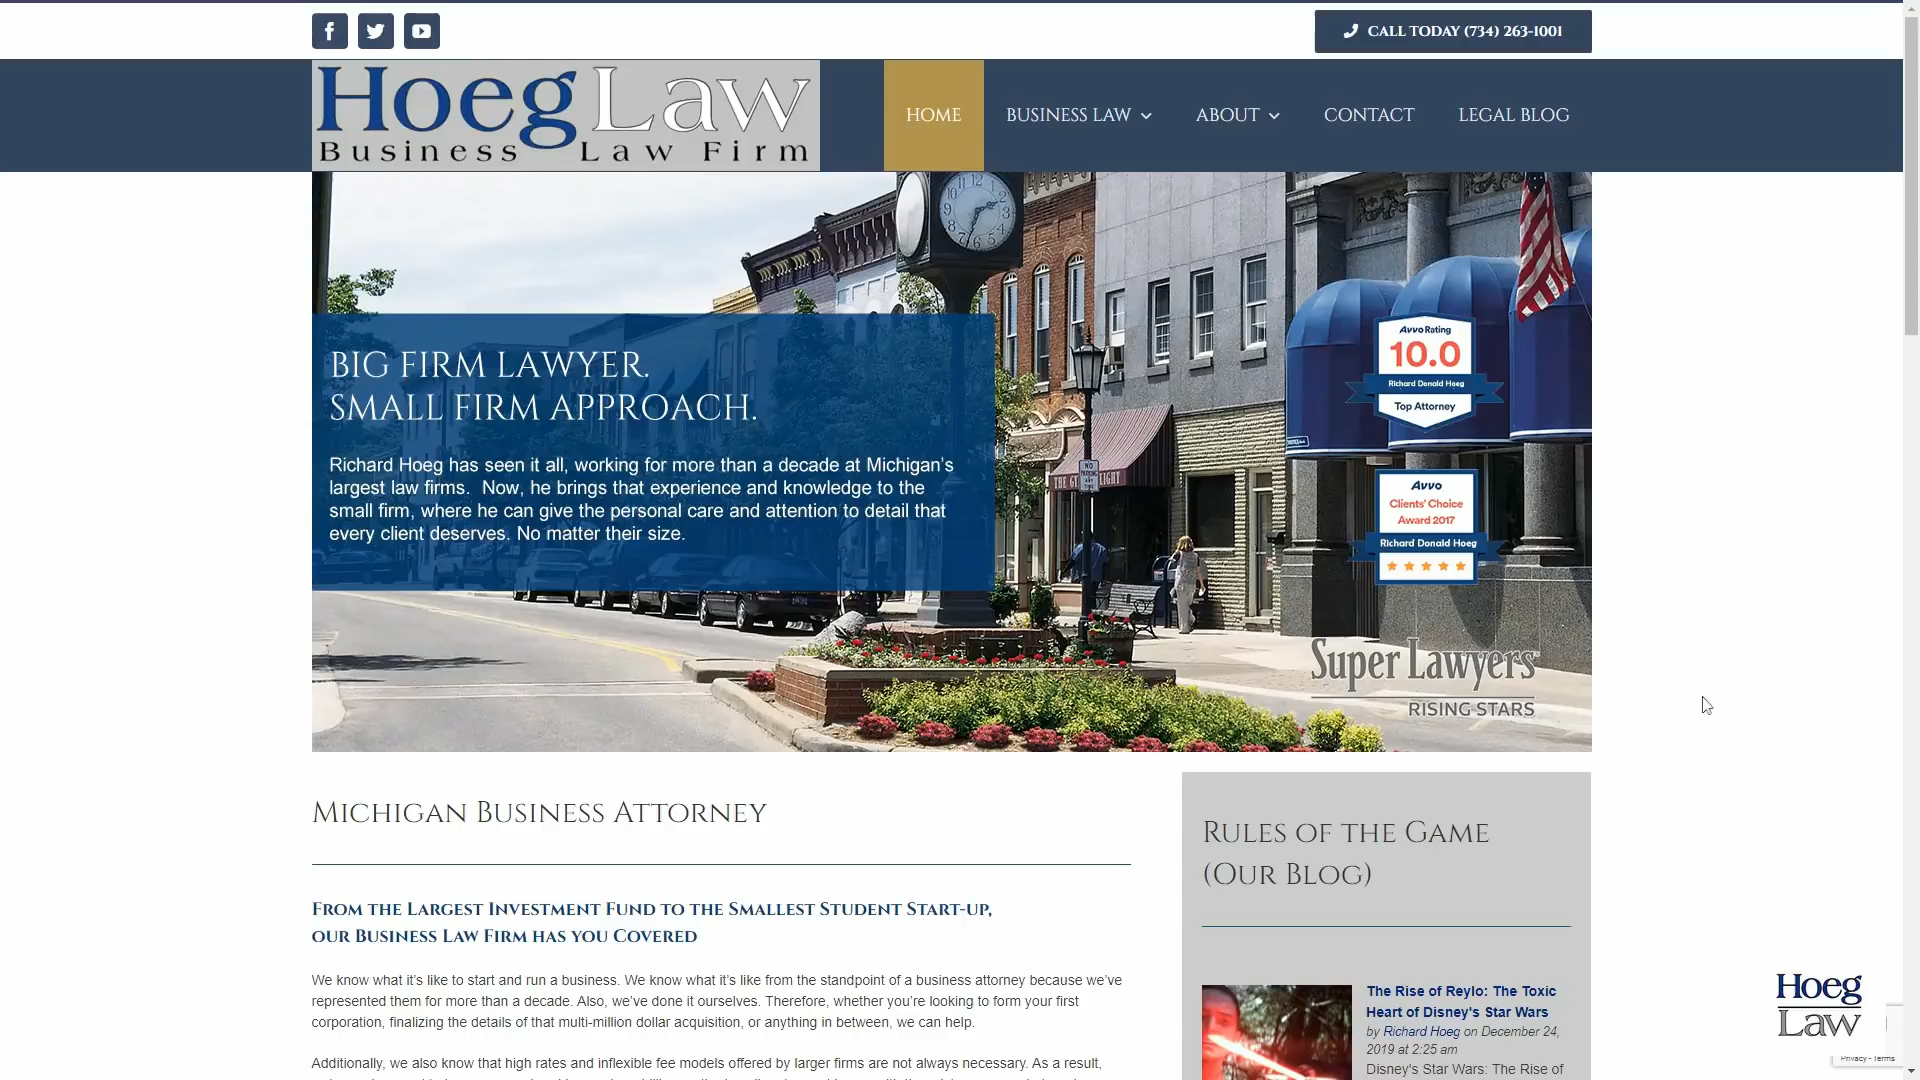 CALL TODAY (734) 263-1001
HoegLaw
Business Law Firm
HOME
BUSINESS LAW
ABOUT
CONTACT
LEGAL BLOG
BIG FIRM LAWYER.
SMALL FIRM APPROACH.
Richard Hoeg has seen it all, working for more than a decade at Michigan's
largest law firms. Now, he brings that experience and knowledge to the
small firm, where he can give the personal care and attention to detail that
every client deserves. No matter their size.
Avvo Rating
10.0
Richard Donald Hoeg
Top Attorney
Avvo
Clients' Choice
Award 2017
Richard Donald Hoeg
NO
PARKING
Super Lawyers
RISING STARS
MICHIGAN BUSINESS ATTORNEY
FROM THE LARGEST INVESTMENT FUND TO THE SMALLEST STUDENT START-UP,
OUR BUSINESS LAW FIRM HAS YOU COVERED
We know what it's like to start and run a business. We know what it's like from the standpoint of a business attorney because we've
represented them for more than a decade. Also, we've done it ourselves. Therefore, whether you're looking to form your first
corporation, finalizing the details of that multi-million dollar acquisition, or anything in between, we can help.
Additionally, we also know that high rates and inflexible fee models offered by larger firms are not always necessary. As a result,
RULES OF THE GAME
(OUR BLOG)
The Rise of Reylo: The Toxic
Heart of Disney's Star Wars
by Richard Hoeg on December 24,
2019 at 2:25 am
Disney's Star Wars: The Rise of
Hoeg
Law
Privacy - Terms